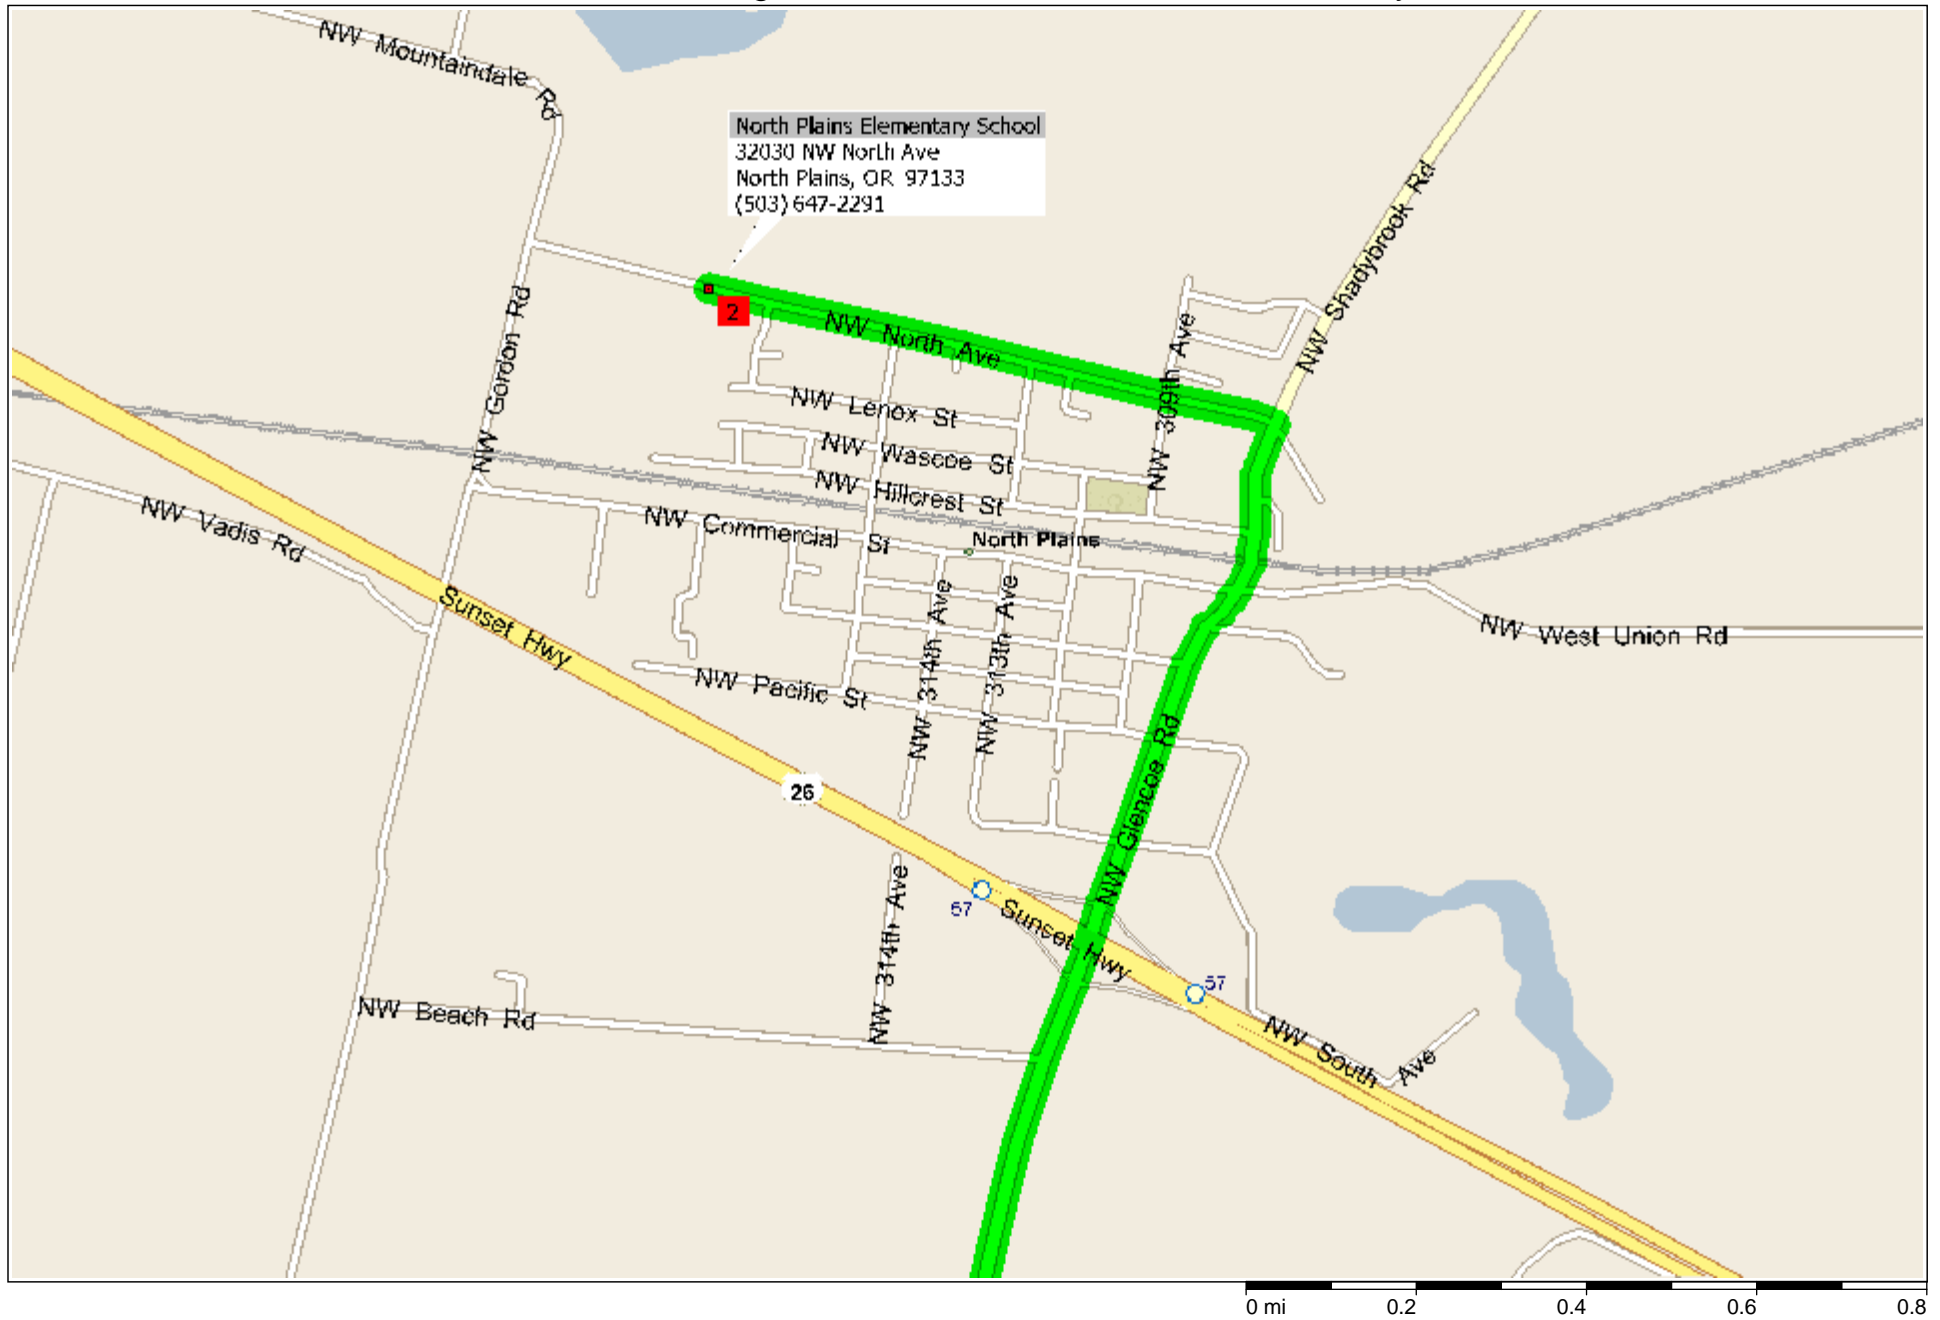 NW Mountaindale Rd
North Plains Elementary School
32030 NW North Ave
North Plains, OR 97133
(503) 647-2291
2
NW Shadybrook Rd
NW Gordon Rd
NW North Ave
NW 309th Ave
NW Lenox St
NW Wascoe St
NW Hillcrest St
NW Commercial St
North Plains
NW Vadis Rd
Sunset Hwy
NW West Union Rd
NW 314th Ave
NW 313th Ave
NW Pacific St
NW Glencoe Rd
26
57
Sunset Hwy
57
NW 314th Ave
NW Beach Rd
NW South Ave
0 mi 0.2 0.4 0.6 0.8